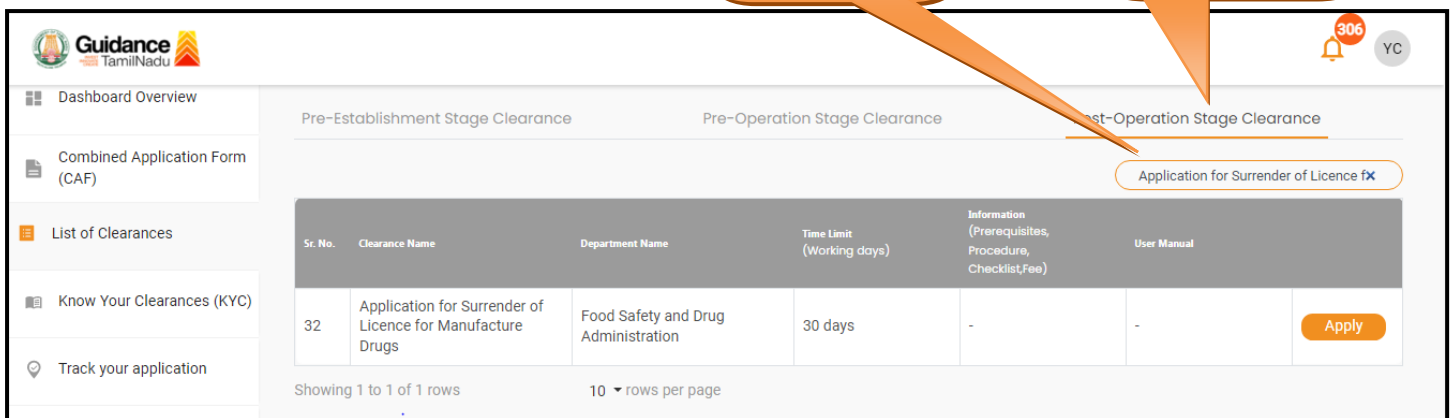 Guidance
TamilNadu
306
YC
Dashboard Overview
Combined Application Form
(CAF)
List of Clearances
Know Your Clearances (KYC)
Track your application
Pre-Establishment Stage Clearance
Pre-Operation Stage Clearance
Post-Operation Stage Clearance
Application for Surrender of Licence f×
Sr. No.
Clearance Name
Department Name
Time Limit
(Working days)
Information
(Prerequisites,
Procedure,
Checklist,Fee)
User Manual
32
Application for Surrender of
Licence for Manufacture
Drugs
Food Safety and Drug
Administration
30 days
-
-
Apply
Showing 1 to 1 of 1 rows
10 rows per page